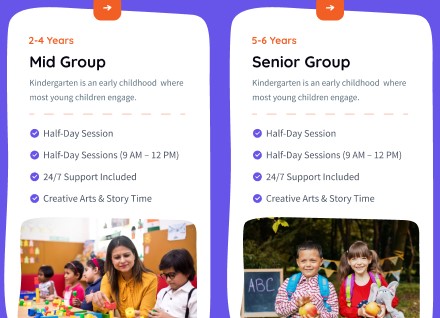 2-4 Years
Mid Group
Kindergarten is an early childhood where
most young children engage.
Half-Day Session
Half-Day Sessions (9 AM – 12 PM)
24/7 Support Included
Creative Arts & Story Time
5-6 Years
Senior Group
Kindergarten is an early childhood where
most young children engage.
Half-Day Session
Half-Day Sessions (9 AM – 12 PM)
24/7 Support Included
Creative Arts & Story Time
ABC